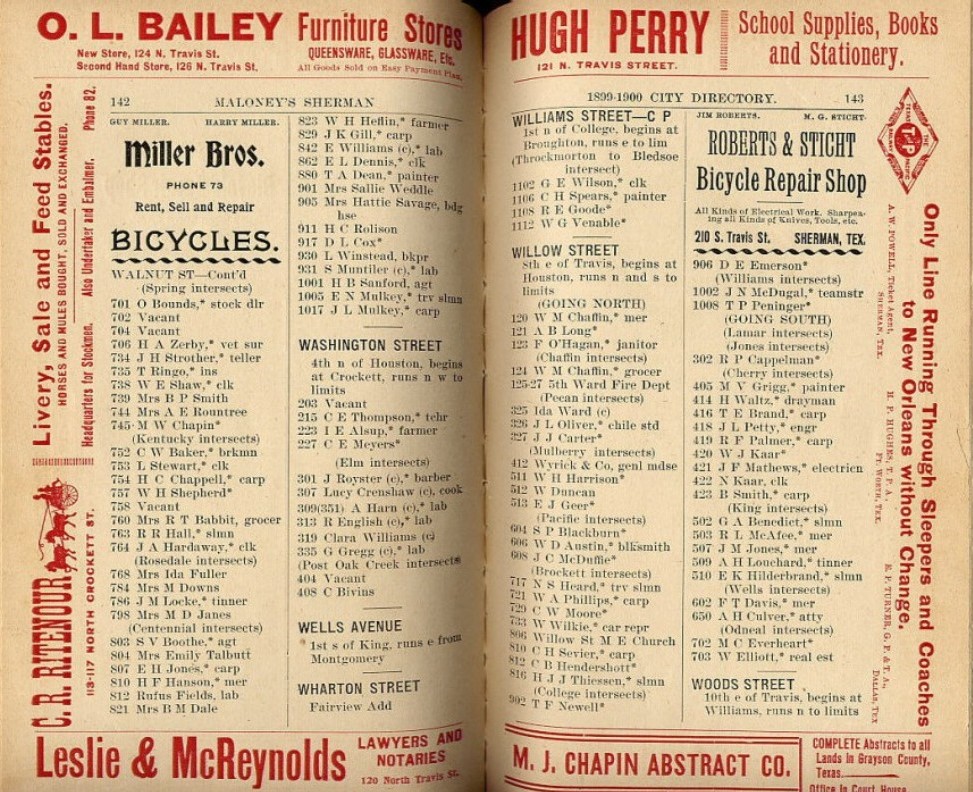 O. L. BAILEY
Furniture Stores
New Store, 124 N. Travis St.
Second Hand Store, 126 N. Travis St.
QUEENSWARE, GLASSWARE, Etc.
All Goods Sold on Easy Payment Plan.
Livery, Sale and Feed Stables. Phone 82.
HORSES AND MULES BOUGHT, SOLD AND EXCHANGED.
Headquarters for Stockmen. Also Undertaker and Embalmer.
C. R. RITENOUR
113-117 NORTH CROCKETT ST.
142 MALONEY'S SHERMAN
GUY MILLER. HARRY MILLER.
Miller Bros.
PHONE 73
Rent, Sell and Repair
BICYCLES.
WALNUT ST—Cont'd
(Spring intersects)
701 O Bounds,* stock dlr
702 Vacant
704 Vacant
706 H A Zerby,* vet sur
734 J H Strother,* teller
735 T Ringo,* ins
738 W E Shaw,* clk
739 Mrs B P Smith
744 Mrs A E Rountree
745 M W Chapin*
(Kentucky intersects)
752 C W Baker,* brkmn
753 L Stewart,* clk
754 H C Chappell,* carp
757 W H Shepherd*
758 Vacant
760 Mrs R T Babbit, grocer
763 R R Hall,* slmn
764 J A Hardaway,* clk
(Rosedale intersects)
768 Mrs Ida Fuller
784 Mrs M Downs
786 J M Locke,* tinner
798 Mrs M D Janes
(Centennial intersects)
803 S V Boothe,* agt
804 Mrs Emily Talbutt
807 E H Jones,* carp
810 H F Hanson,* mer
812 Rufus Fields, lab
821 Mrs B M Dale
823 W H Heflin,* farmer
829 J K Gill,* carp
842 E Williams (c),* lab
862 E L Dennis,* clk
880 T A Dean,* painter
901 Mrs Sallie Weddle
905 Mrs Hattie Savage, bdg
hse
911 H C Rolison
917 D L Cox*
930 L Winstead, bkpr
931 S Muntiler (c),* lab
1001 H B Sanford, agt
1005 E N Mulkey,* trv slmn
1017 J L Mulkey,* carp
WASHINGTON STREET
4th n of Houston, begins
at Crockett, runs n w to
limits
203 Vacant
215 C E Thompson,* tchr
223 I E Alsup,* farmer
227 C E Meyers*
(Elm intersects)
301 J Royster (c),* barber
307 Lucy Crenshaw (c), cook
309(351) A Harn (c),* lab
313 R English (c),* lab
319 Clara Williams (c)
335 G Gregg (c),* lab
(Post Oak Creek intersects
404 Vacant
408 C Bivins
WELLS AVENUE
1st s of King, runs e from
Montgomery
WHARTON STREET
Fairview Add
Leslie & McReynolds
LAWYERS AND
NOTARIES
120 North Travis St.
HUGH PERRY
121 N. TRAVIS STREET.
School Supplies, Books
and Stationery.
1899-1900 CITY DIRECTORY. 143
WILLIAMS STREET—C P
1st n of College, begins at
Broughton, runs e to lim
(Throckmorton to Bledsoe
intersect)
1102 G E Wilson,* clk
1106 C H Spears,* painter
1108 R E Goode*
1112 W G Venable*
WILLOW STREET
8th e of Travis, begins at
Houston, runs n and s to
limits
(GOING NORTH)
120 W M Chaffin,* mer
121 A B Long*
123 F O'Hagan,* janitor
(Chaffin intersects)
124 W M Chaffin,* grocer
125-27 5th Ward Fire Dept
(Pecan intersects)
325 Ida Ward (c)
326 J L Oliver,* chile std
327 J J Carter*
(Mulberry intersects)
412 Wyrick & Co, genl mdse
511 W H Harrison*
512 W Duncan
513 E J Geer*
(Pacific intersects)
604 S P Blackburn*
606 W D Austin,* blksmith
608 J C McDuffie*
(Brockett intersects)
717 N S Heard,* trv slmn
721 W A Phillips,* carp
729 C W Moore*
733 W Wilkie,* car repr
806 Willow St M E Church
810 C H Sevier,* carp
812 C B Hendershott*
816 H J J Thiessen,* slmn
(College intersects)
902 T F Newell*
JIM ROBERTS. M. G. STICHT
ROBERTS & STICHT
Bicycle Repair Shop
All Kinds of Electrical Work. Sharpen-
ing all Kinds of Knives, Tools, etc.
210 S. Travis St. SHERMAN, TEX.
906 D E Emerson*
(Williams intersects)
1002 J N McDugal,* teamstr
1008 T P Peninger*
(GOING SOUTH)
(Lamar intersects)
(Jones intersects)
302 R P Cappelman*
(Cherry intersects)
405 M V Grigg,* painter
414 H Waltz,* drayman
416 T E Brand,* carp
418 J L Petty,* engr
419 R F Palmer,* carp
420 W J Kaar*
421 J F Mathews,* electricn
422 N Kaar, clk
423 B Smith,* carp
(King intersects)
502 G A Benedict,* slmn
503 R L McAfee,* mer
507 J M Jones,* mer
509 A H Louchard,* tinner
510 E K Hilderbrand,* slmn
(Wells intersects)
602 F T Davis,* mer
650 A H Culver,* atty
(Odneal intersects)
702 M C Everheart*
703 W Elliott,* real est
WOODS STREET
10th e of Travis, begins at
Williams, runs n to limits
TEXAS T&P PACIFIC
THE RAILWAY
Only Line Running Through Sleepers and Coaches
to New Orleans without Change.
A. W. POWELL, Ticket Agent,
SHERMAN, TEX.
H. P. HUGHES, T. P. A.,
FT. WORTH, TEX.
E. P. TURNER, G. P. & T. A.,
DALLAS, TEX
M. J. CHAPIN ABSTRACT CO.
COMPLETE Abstracts to all
Lands in Grayson County,
Texas.
Office in Court House